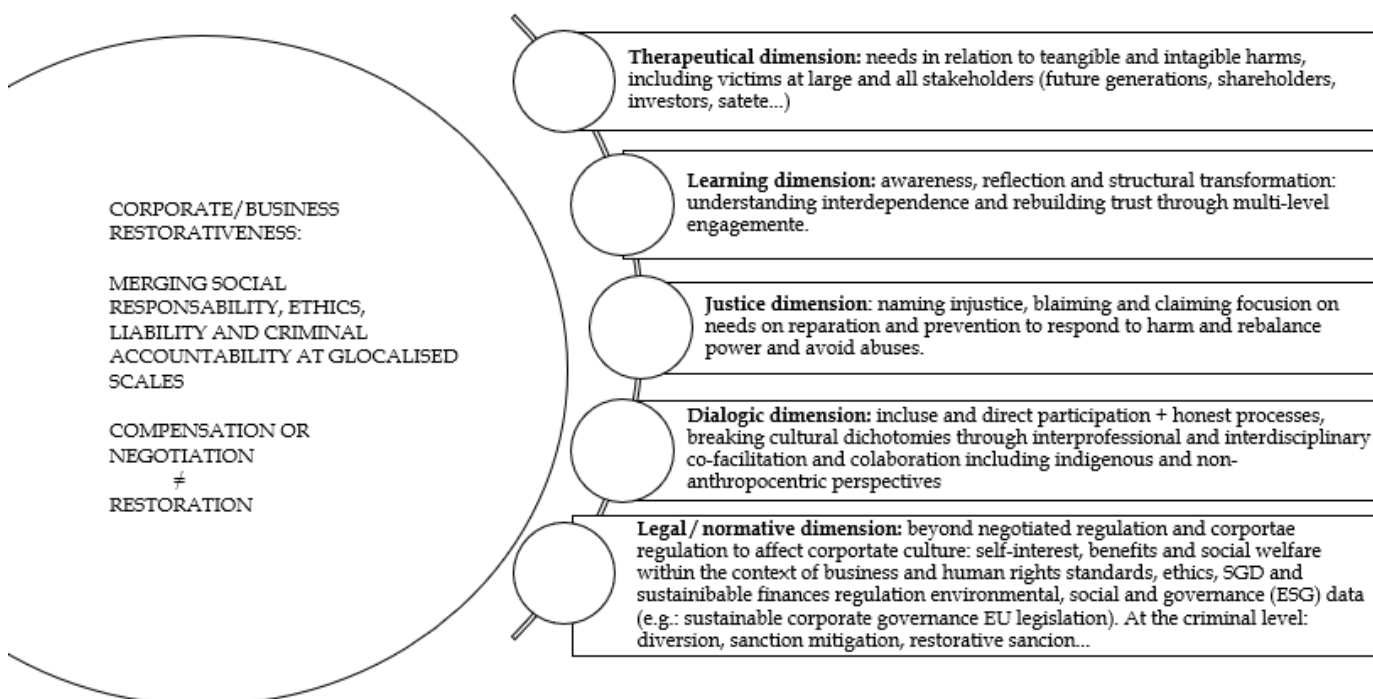 CORPORATE/BUSINESS
RESTORATIVENESS:
MERGING SOCIAL
RESPONSABILITY, ETHICS,
LIABILITY AND CRIMINAL
ACCOUNTABILITY AT GLOCALISED
SCALES
COMPENSATION OR
NEGOTIATION
≠
RESTORATION
Therapeutical dimension: needs in relation to teangible and intagible harms,
including victims at large and all stakeholders (future generations, shareholders,
investors, satete...)
Learning dimension: awareness, reflection and structural transformation:
understanding interdependence and rebuilding trust through multi-level
engagemente.
Justice dimension: naming injustice, blaiming and claiming focusion on
needs on reparation and prevention to respond to harm and rebalance
power and avoid abuses.
Dialogic dimension: incluse and direct participation + honest processes,
breaking cultural dichotomies through interprofessional and interdisciplinary
co-facilitation and colaboration including indigenous and non-
anthropocentric perspectives
Legal/ normative dimension: beyond negotiated regulation and corportae
regulation to affect corportate culture: self-interest, benefits and social welfare
within the context of business and human rights standards, ethics, SGD and
sustainibable finances regulation environmental, social and governance (ESG) data
(e.g.: sustainable corporate governance EU legislation). At the criminal level:
diversion, sanction mitigation, restorative sancion...